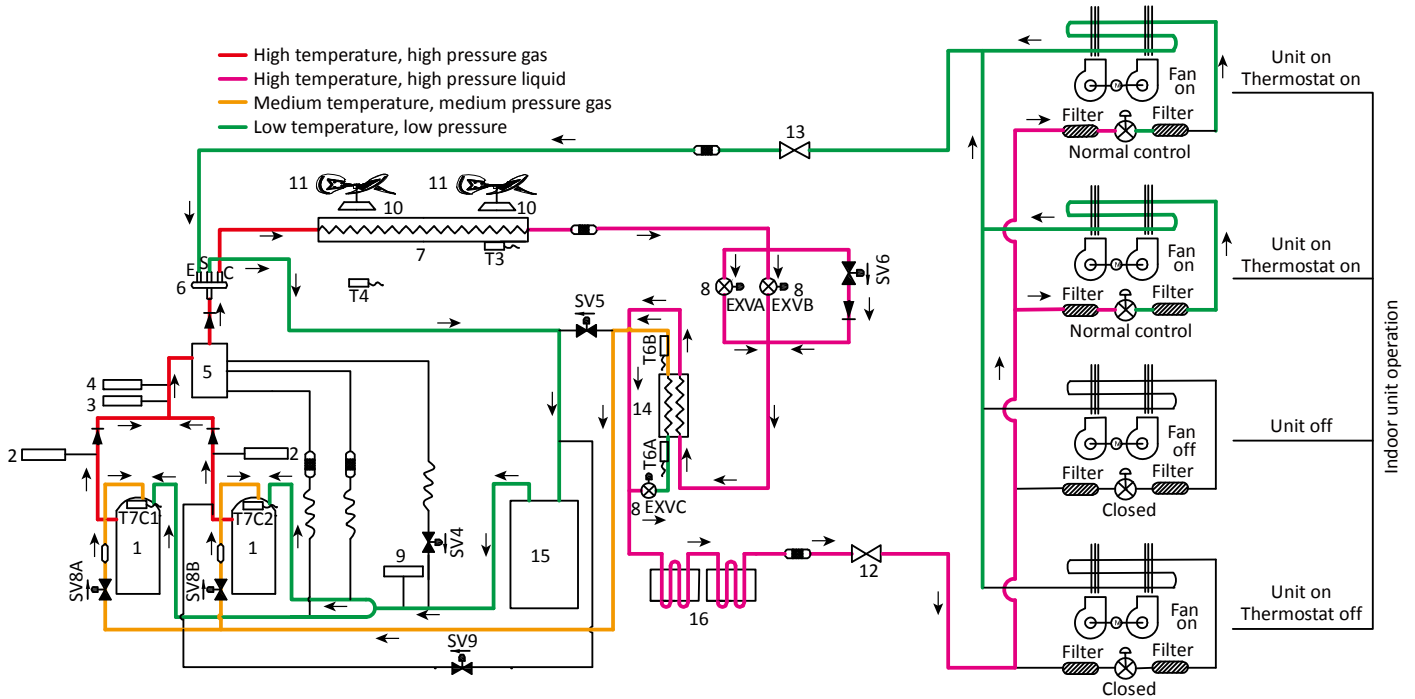 High temperature, high pressure gas
High temperature, high pressure liquid
Medium temperature, medium pressure gas
Low temperature, low pressure
13
11
11
10
10
7
T3
T4
E
S
C
6
5
4
3
2
2
T7C1
T7C2
1
1
SV8A
SV8B
SV9
SV4
9
15
SV5
T6B
14
T6A
8
EXVC
8
EXVA
8
EXVB
SV6
16
12
Fan
on
Filter
Filter
Normal control
Unit on
Thermostat on
Fan
on
Filter
Filter
Normal control
Unit on
Thermostat on
Fan
off
Filter
Filter
Closed
Unit off
Fan
on
Filter
Filter
Closed
Unit on
Thermostat off
Indoor unit operation